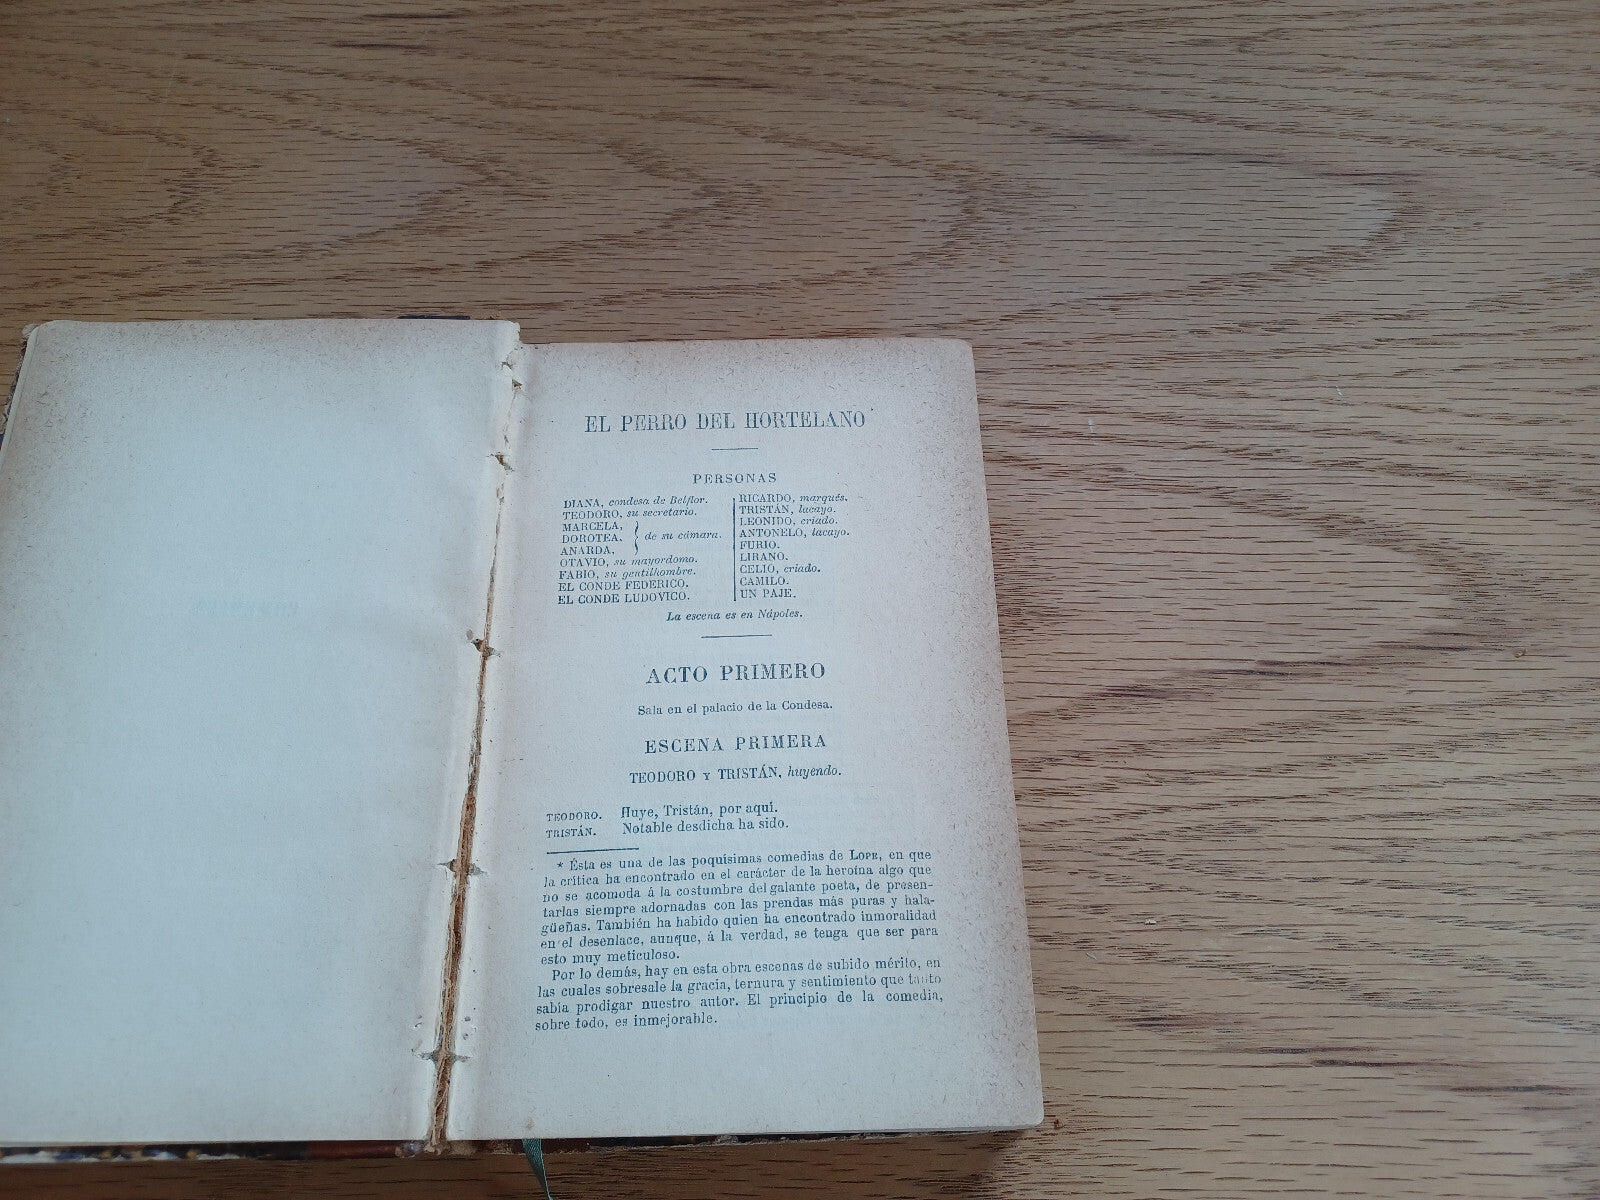 EL PERRO DEL HORTELANO*
PERSONAS
DIANA, condesa de Belflor.
TEODORO, su secretario.
MARCELA,
DOROTEA, de su cámara.
ANARDA,
OTAVIO, su mayordomo.
FABIO, su gentilhombre.
EL CONDE FEDERICO.
EL CONDE LUDOVICO.
RICARDO, marqués.
TRISTÁN, lacayo.
LEONIDO, criado.
ANTONELO, lacayo.
FURIO.
LIRANO.
CELIO, criado.
CAMILO.
UN PAJE.
La escena es en Nápoles.
ACTO PRIMERO
Sala en el palacio de la Condesa.
ESCENA PRIMERA
TEODORO Y TRISTÁN, huyendo.
TEODORO. Huye, Tristán, por aquí.
TRISTÁN. Notable desdicha ha sido.
* Ésta es una de las poquísimas comedias de LOPE, en que
la crítica ha encontrado en el carácter de la heroína algo que
no se acomoda á la costumbre del galante poeta, de presen-
tarlas siempre adornadas con las prendas más puras y hala-
güeñas. También ha habido quien ha encontrado inmoralidad
en el desenlace, aunque, á la verdad, se tenga que ser para
esto muy meticuloso.
Por lo demás, hay en esta obra escenas de subido mérito, en
las cuales sobresale la gracia, ternura y sentimiento que tanto
sabía prodigar nuestro autor. El principio de la comedia,
sobre todo, es inmejorable.